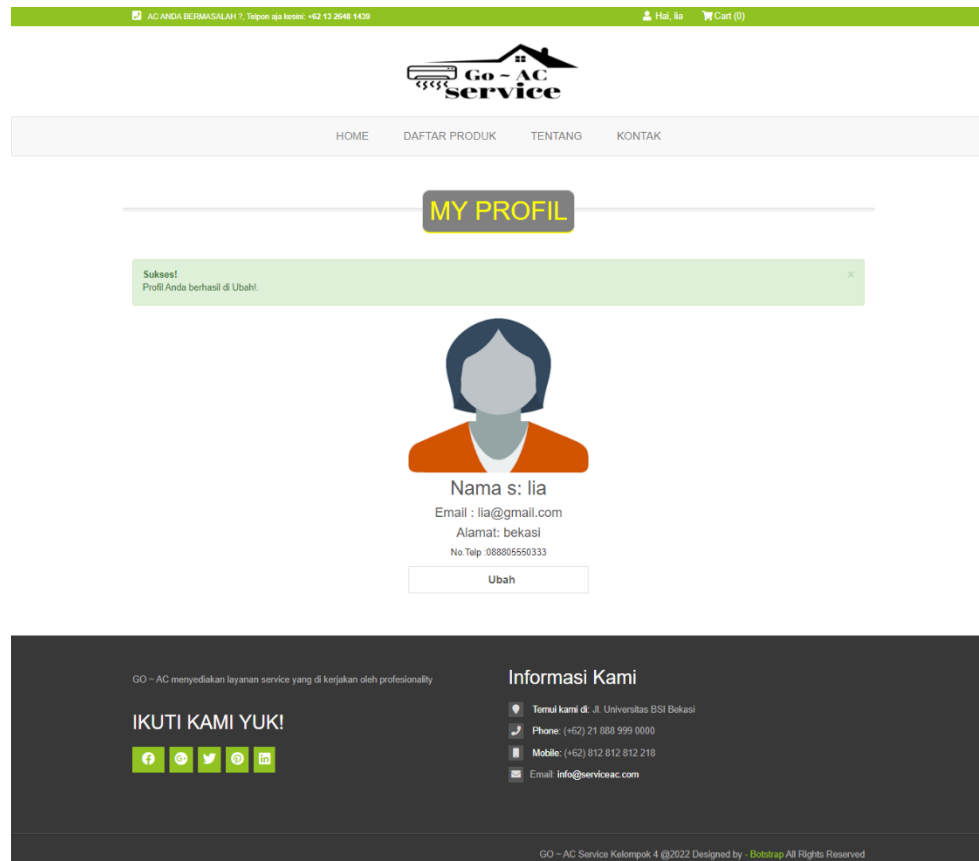 AC ANDA BERMASALAH ?, Telpon aja kesini: +62 13 2648 1439
Hai, lia
Cart (0)
Go ~ AC
service
HOME DAFTAR PRODUK TENTANG KONTAK
MY PROFIL
Sukses! ×
Profil Anda berhasil di Ubah!.
Nama s: lia
Email : lia@gmail.com
Alamat: bekasi
No.Telp :088805550333
Ubah
GO ~ AC menyediakan layanan service yang di kerjakan oleh profesionality
IKUTI KAMI YUK!
Informasi Kami
Temui kami di: Jl. Universitas BSI Bekasi
Phone: (+62) 21 888 999 0000
Mobile: (+62) 812 812 812 218
Email: info@serviceac.com
GO ~ AC Service Kelompok 4 @2022 Designed by - Botstrap All Rights Reserved